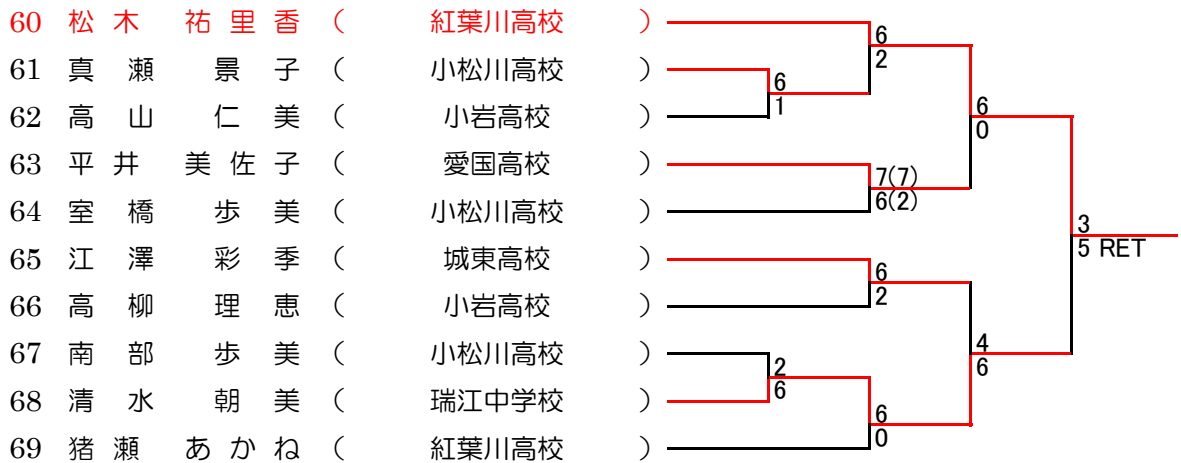 60 松木 祐里香 ( 紅葉川高校 )
6
61 真瀬 景子 ( 小松川高校 )
2
6
62 高山 仁美 ( 小岩高校 )
1
6
0
63 平井 美佐子 ( 愛国高校 )
7(7)
64 室橋 歩美 ( 小松川高校 )
6(2)
3
5 RET
65 江澤 彩季 ( 城東高校 )
6
66 高柳 理恵 ( 小岩高校 )
2
67 南部 歩美 ( 小松川高校 )
4
6
2
68 清水 朝美 ( 瑞江中学校 )
6
6
69 猪瀬 あかね ( 紅葉川高校 )
0